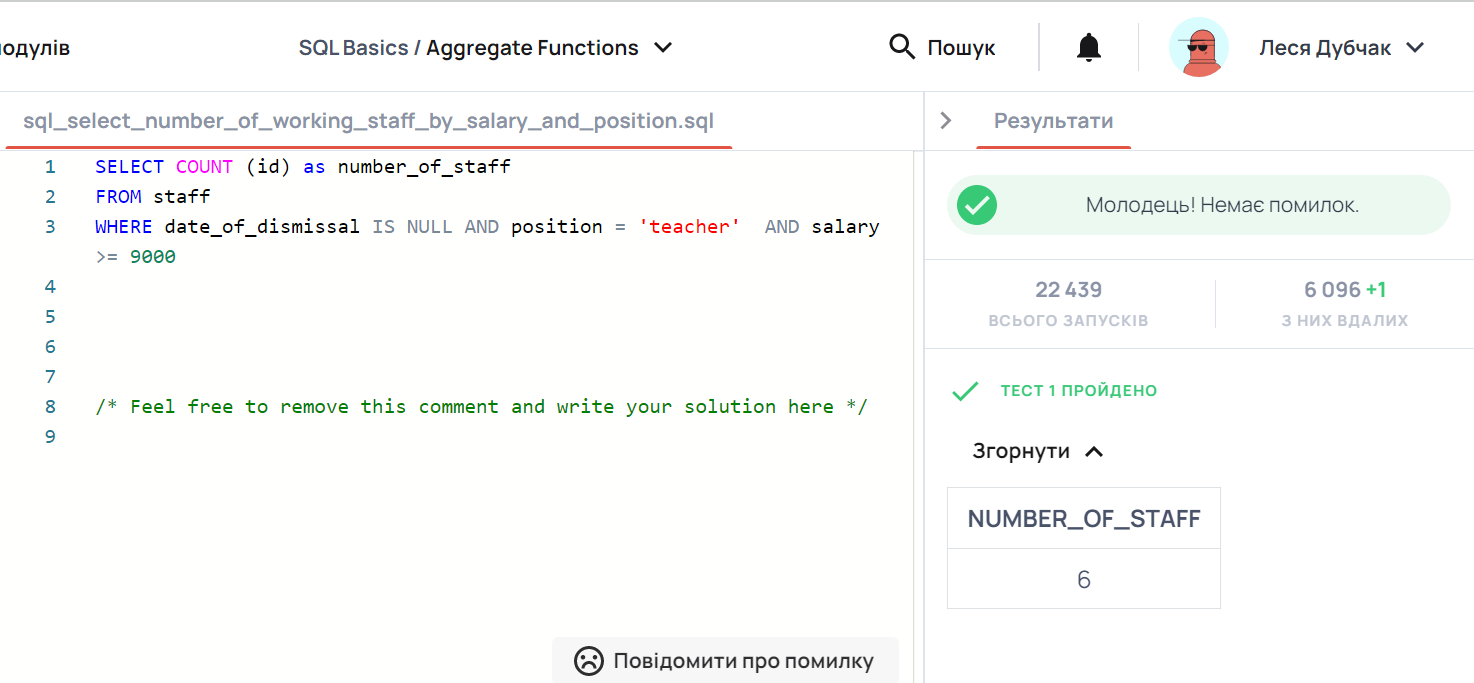 одулів
SQL Basics / Aggregate Functions
Пошук
Леся Дубчак
sql_select_number_of_working_staff_by_salary_and_position.sql
1 SELECT COUNT (id) as number_of_staff
2 FROM staff
3 WHERE date_of_dismissal IS NULL AND position = 'teacher'  AND salary
>= 9000
4
5
6
7
8 /* Feel free to remove this comment and write your solution here */
9
Повідомити про помилку
Результати
Молодець! Немає помилок.
22 439
ВСЬОГО ЗАПУСКІВ
6 096 +1
З НИХ ВДАЛИХ
ТЕСТ 1 ПРОЙДЕНО
Згорнути
NUMBER_OF_STAFF
6